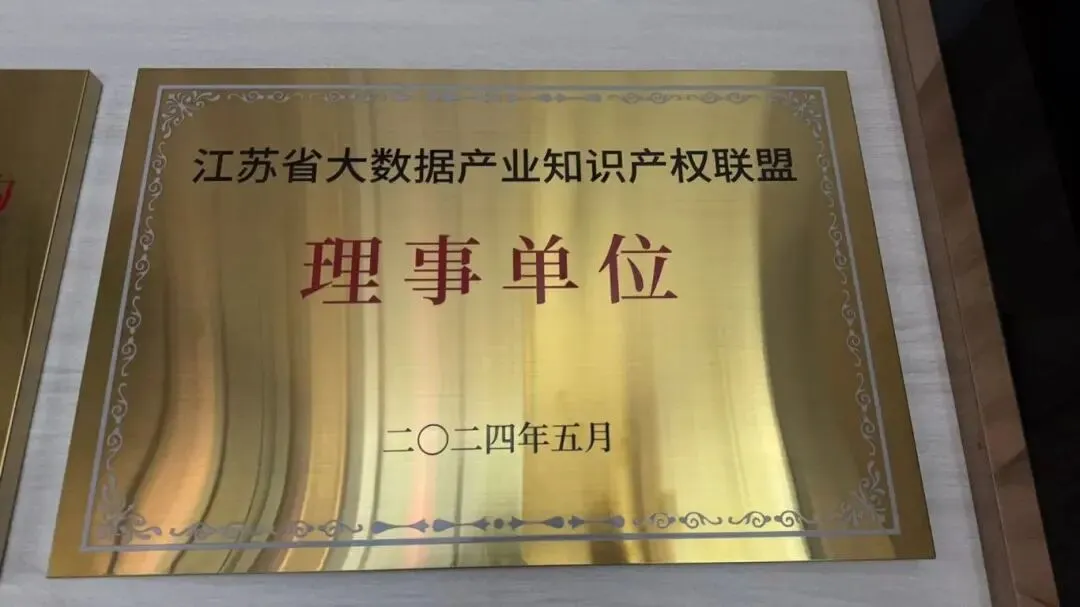 江苏省大数据产业知识产权联盟
理事单位
二〇二四年五月